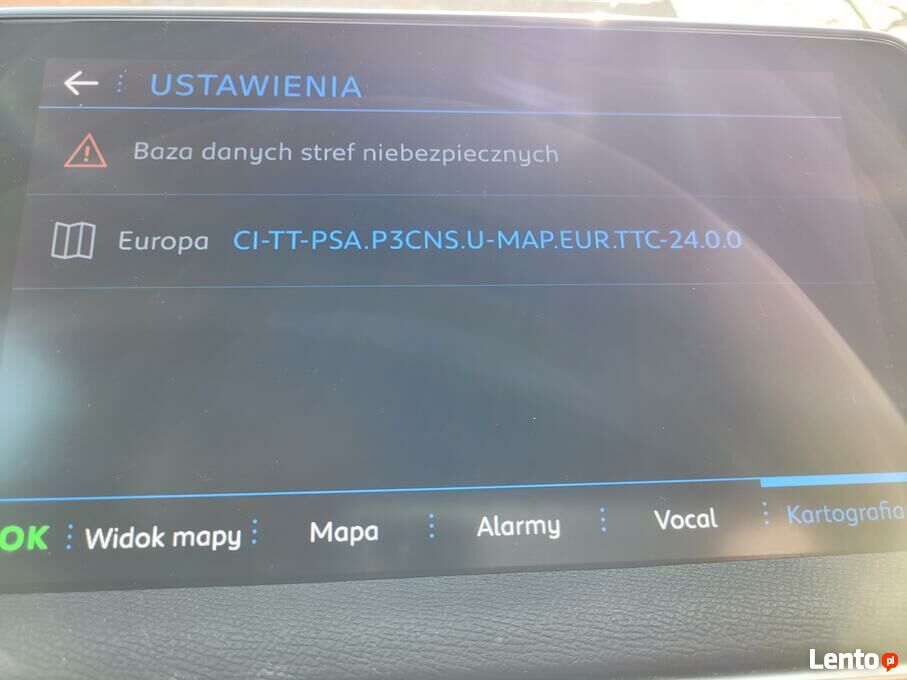 USTAWIENIA
Baza danych stref niebezpiecznych
Europa CI-TT-PSA.P3CNS.U-MAP.EUR.TTC-24.0.0
OK Widok mapy Mapa Alarmy Vocal Kartografia
Lento pl